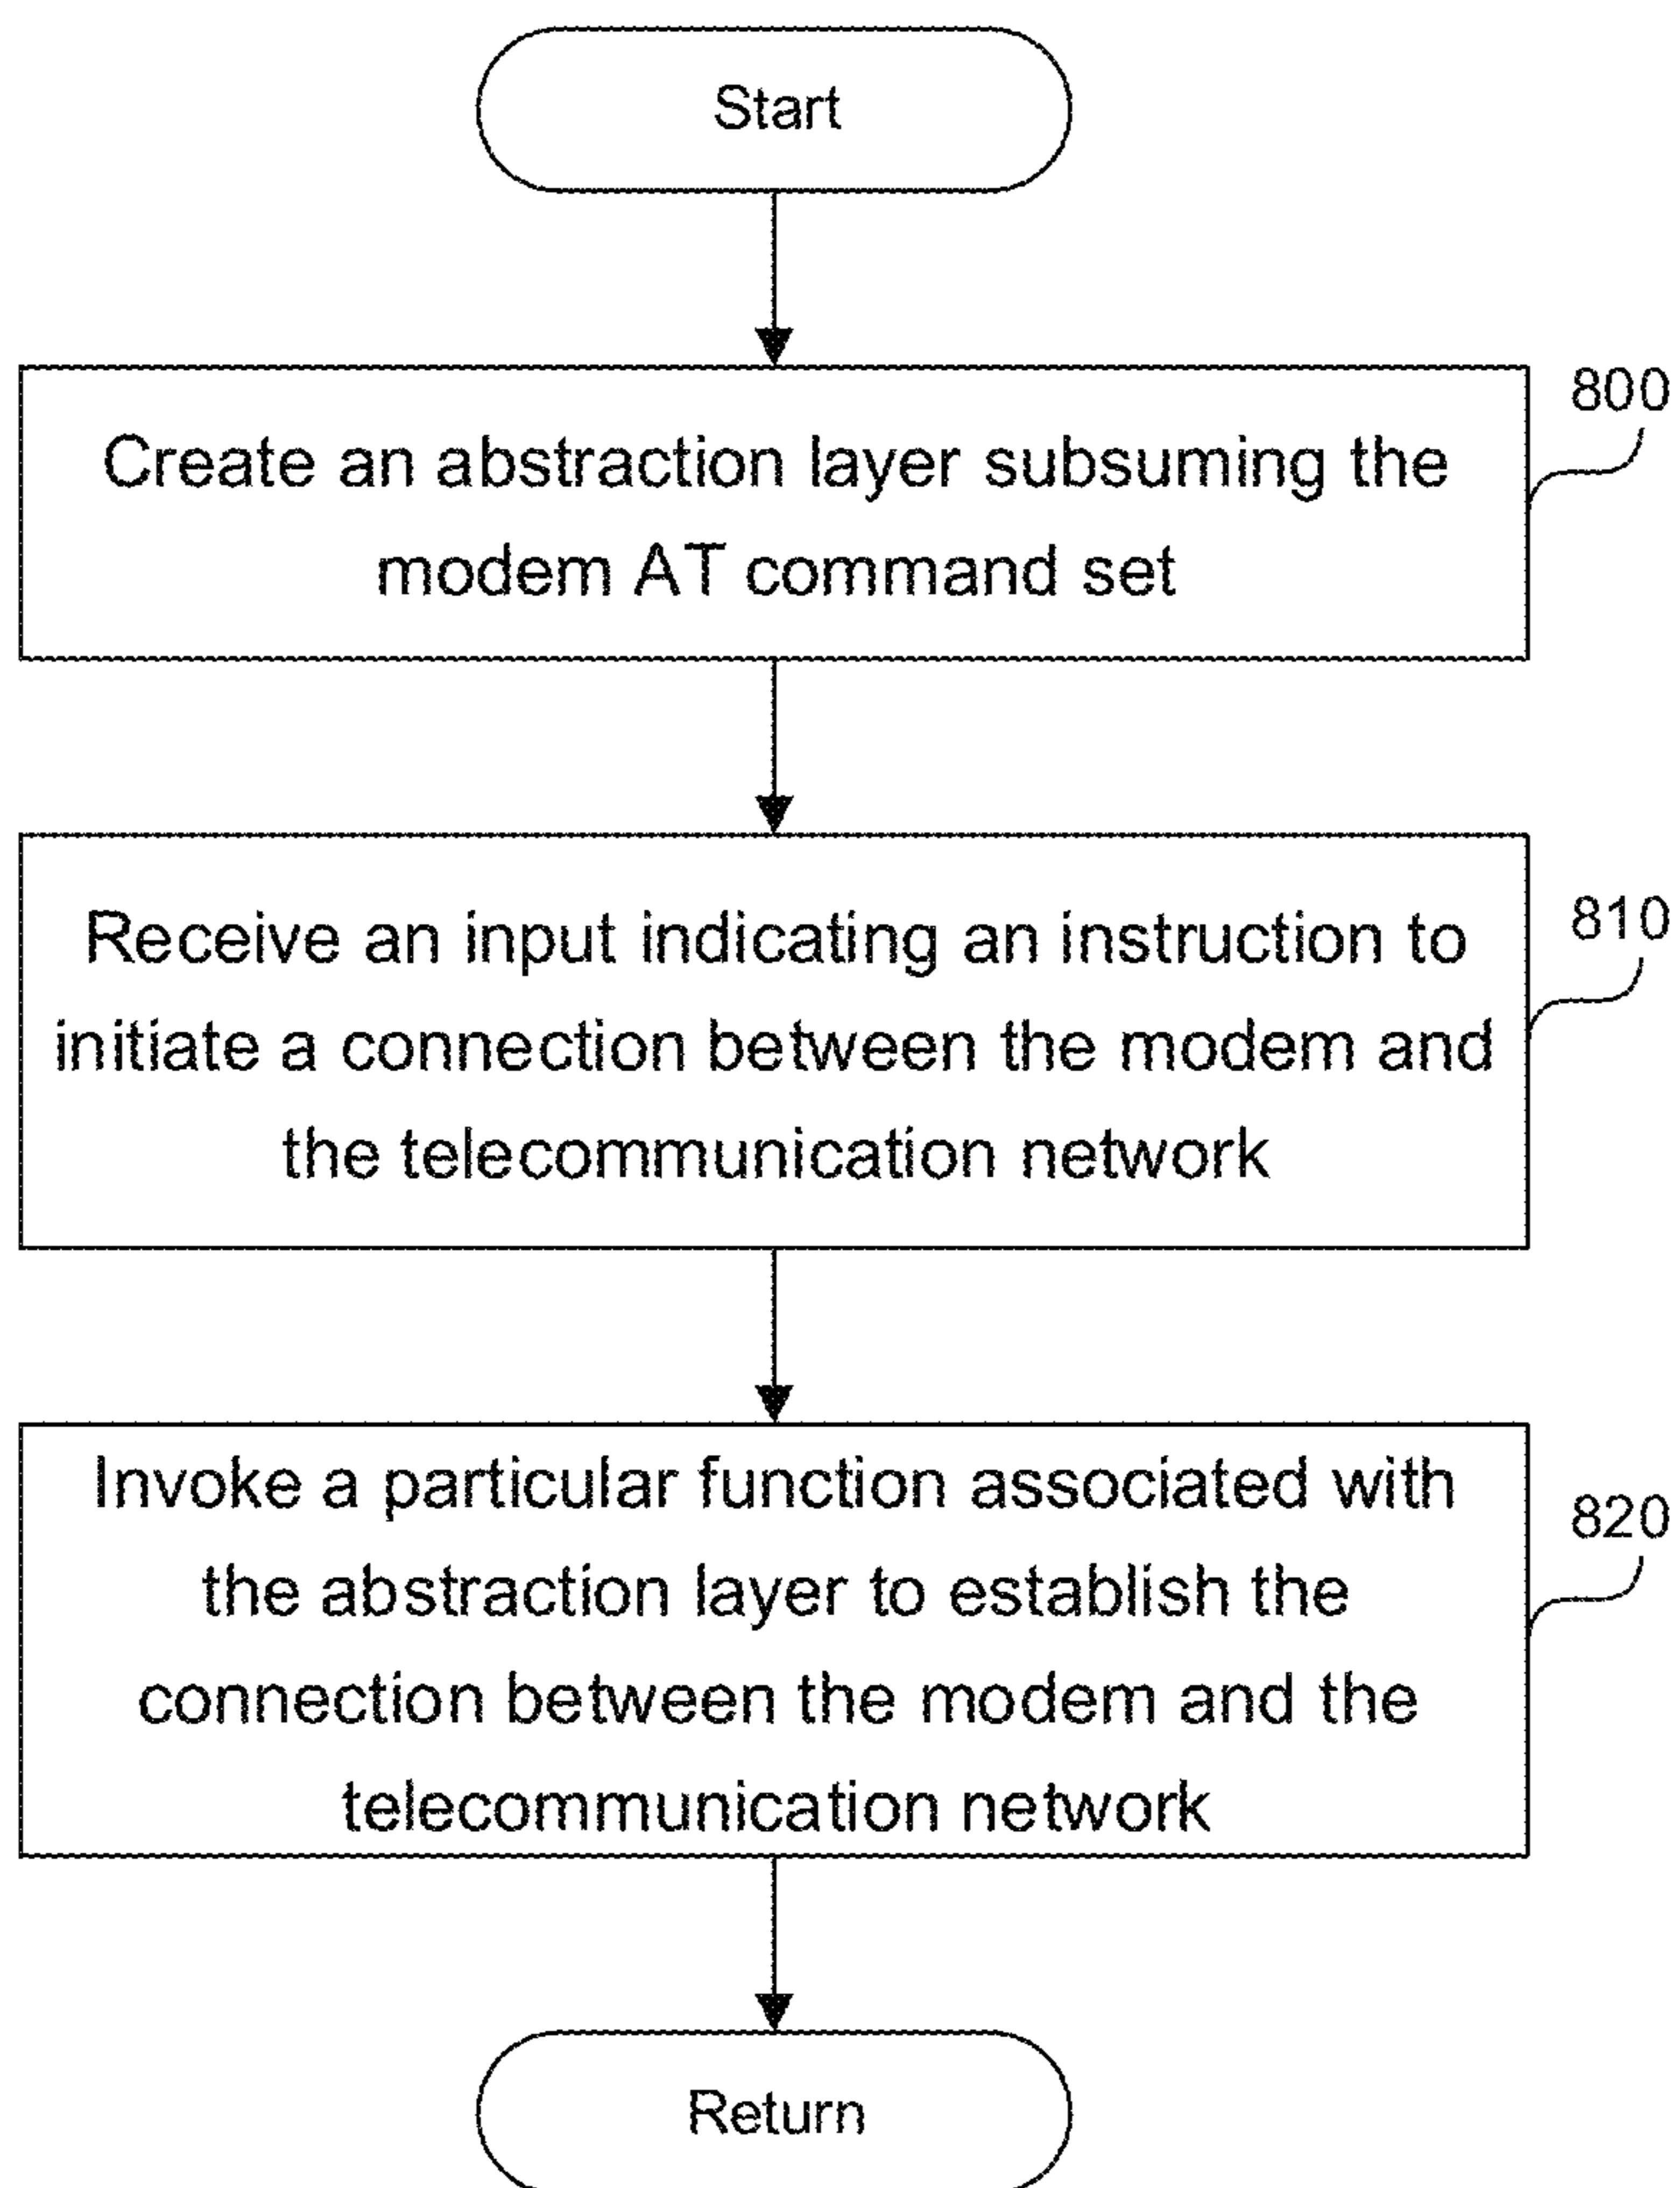 Start
800
Create an abstraction layer subsuming the
modem AT command set
810
Receive an input indicating an instruction to
initiate a connection between the modem and
the telecommunication network
820
Invoke a particular function associated with
the abstraction layer to establish the
connection between the modem and the
telecommunication network
Return